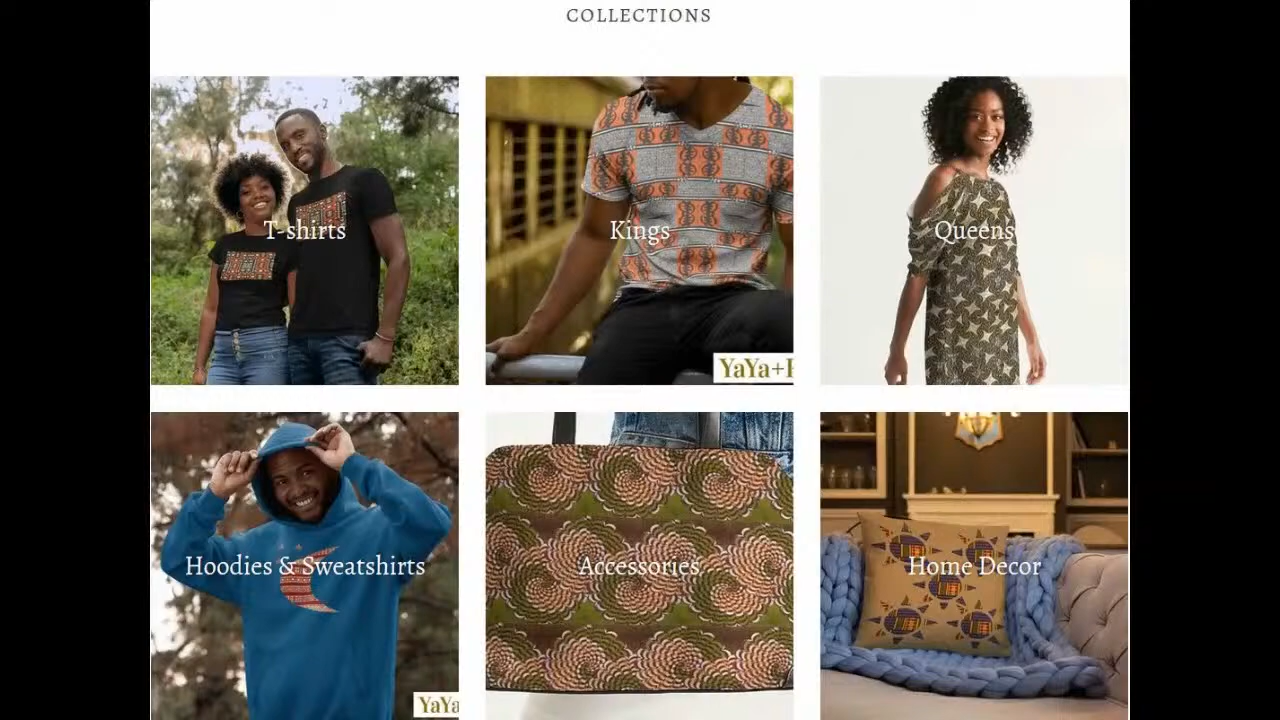 COLLECTIONS
T-shirts
Kings
Queens
YaYa+
Hoodies & Sweatshirts
Accessories
Home Decor
YaYa